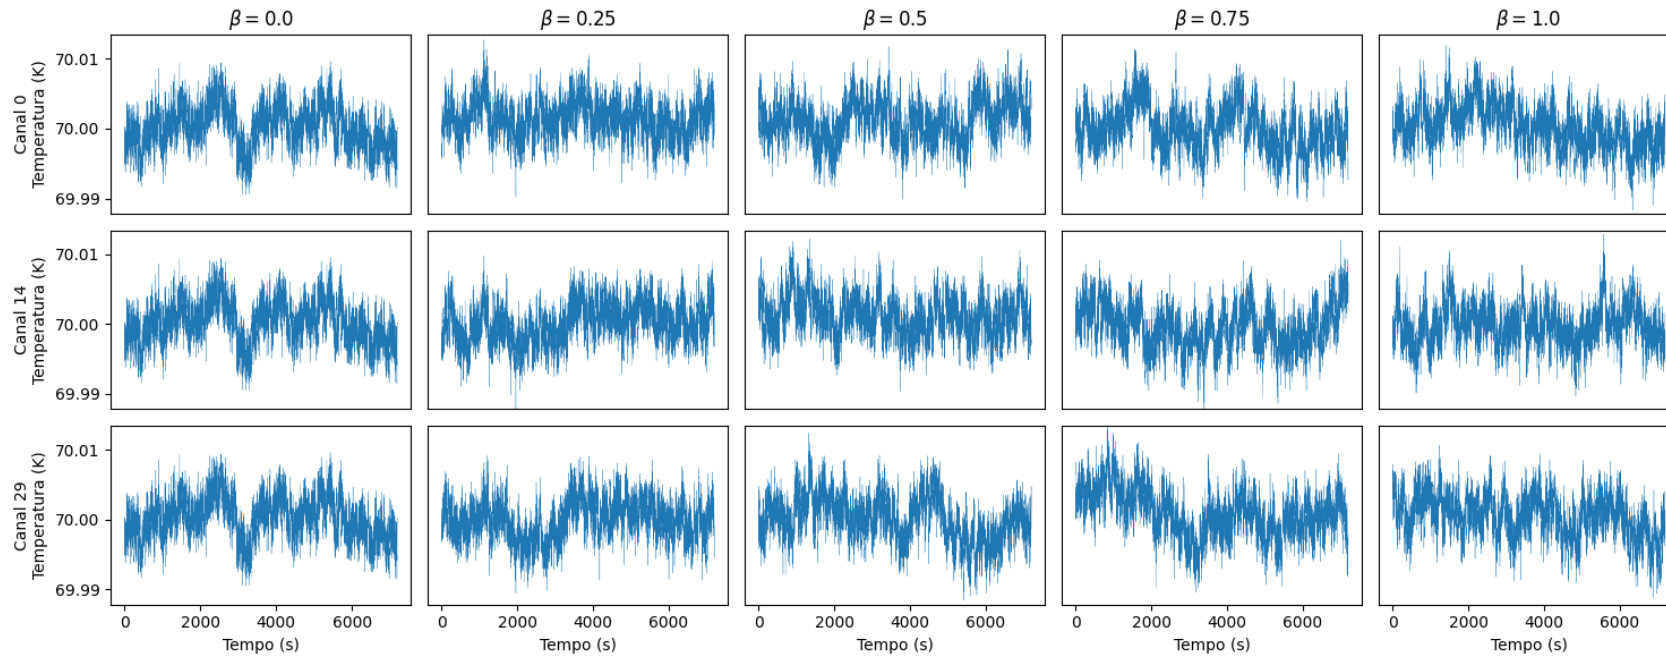 β = 0.0 β = 0.25 β = 0.5 β = 0.75 β = 1.0
Canal 0
Temperatura (K)
70.01
70.00
69.99
Canal 14
Temperatura (K)
70.01
70.00
69.99
Canal 29
Temperatura (K)
70.01
70.00
69.99
0 2000 4000 6000 0 2000 4000 6000 0 2000 4000 6000 0 2000 4000 6000 0 2000 4000 6000
Tempo (s) Tempo (s) Tempo (s) Tempo (s) Tempo (s)